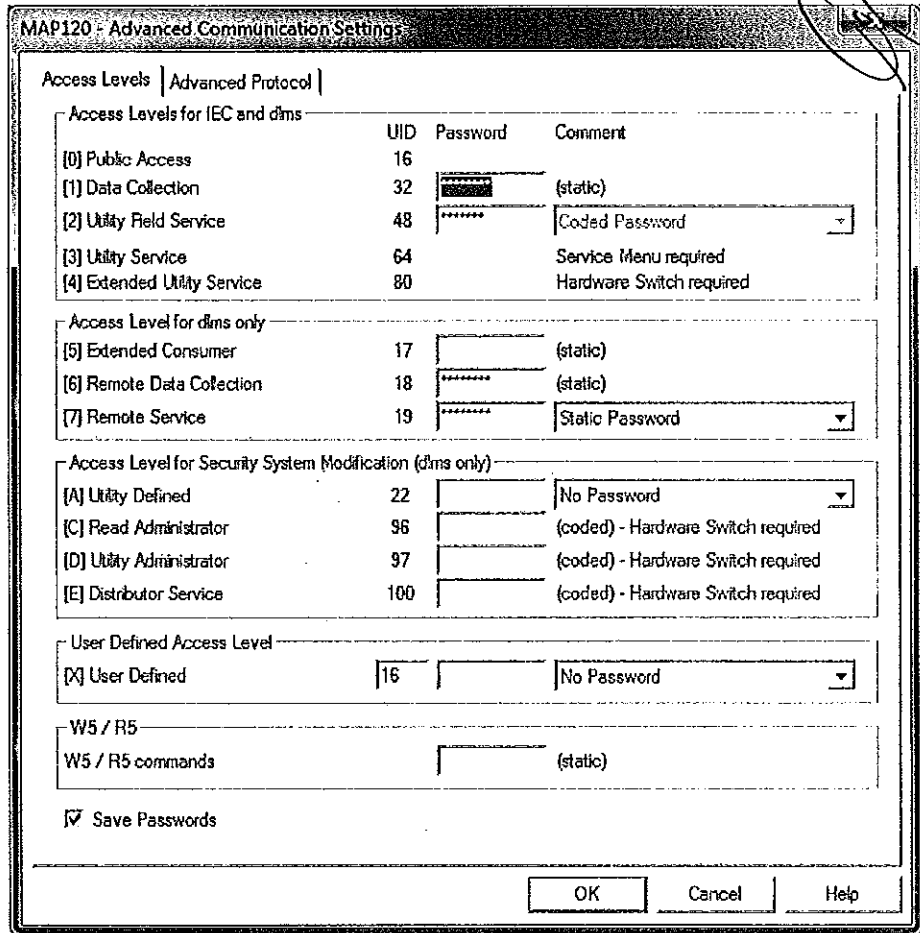 MAP120 - Advanced Communication Settings
Access Levels Advanced Protocol
Access Levels for IEC and dlms
UID Password Comment
[0] Public Access 16
[1] Data Collection 32 ******* (static)
[2] Utility Field Service 48 ******* Coded Password
[3] Utility Service 64 Service Menu required
[4] Extended Utility Service 80 Hardware Switch required
Access Level for dlms only
[5] Extended Consumer 17 (static)
[6] Remote Data Collection 18 ******** (static)
[7] Remote Service 19 ******* Static Password
Access Level for Security System Modification (dlms only)
[A] Utility Defined 22 No Password
[C] Read Administrator 96 (coded) - Hardware Switch required
[D] Utility Administrator 97 (coded) - Hardware Switch required
[E] Distributor Service 100 (coded) - Hardware Switch required
User Defined Access Level
[X] User Defined 16 No Password
W5 / R5
W5 / R5 commands (static)
Save Passwords
OK Cancel Help